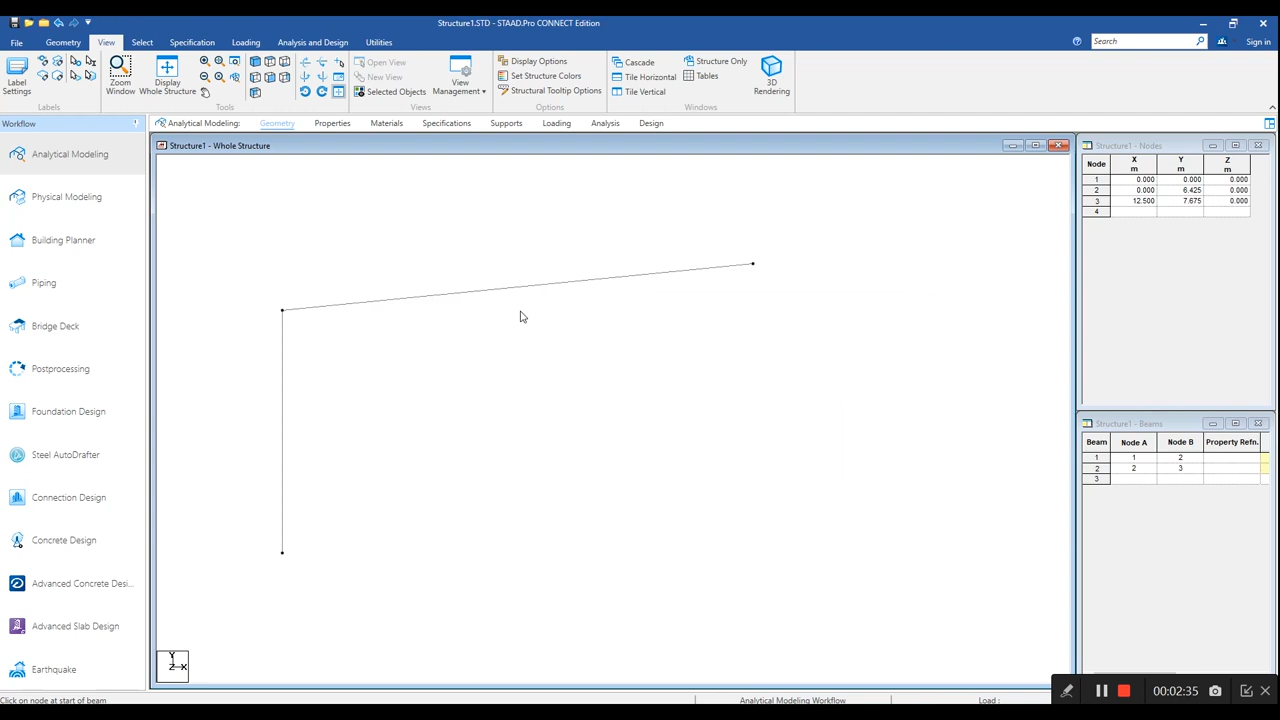 Structure1.STD - STAAD.Pro CONNECT Edition
File Geometry View Select Specification Loading Analysis and Design Utilities Search Sign in
Label Settings
Zoom Window
Display Whole Structure
Open View
New View
Selected Objects
View Management
Display Options
Set Structure Colors
Structural Tooltip Options
Cascade
Tile Horizontal
Tile Vertical
Structure Only
Tables
3D Rendering
Labels Tools Views Options Windows
Workflow
Analytical Modeling: Geometry Properties Materials Specifications Supports Loading Analysis Design
Analytical Modeling
Physical Modeling
Building Planner
Piping
Bridge Deck
Postprocessing
Foundation Design
Steel AutoDrafter
Connection Design
Concrete Design
Advanced Concrete Desi...
Advanced Slab Design
Earthquake
Structure1 - Whole Structure
Y
Z X
Structure1 - Nodes
Node X m Y m Z m
1 0.000 0.000 0.000
2 0.000 6.425 0.000
3 12.500 7.675 0.000
4
Structure1 - Beams
Beam Node A Node B Property Refn.
1 1 2
2 2 3
3
Click on node at start of beam Analytical Modeling Workflow Load :
00:02:35